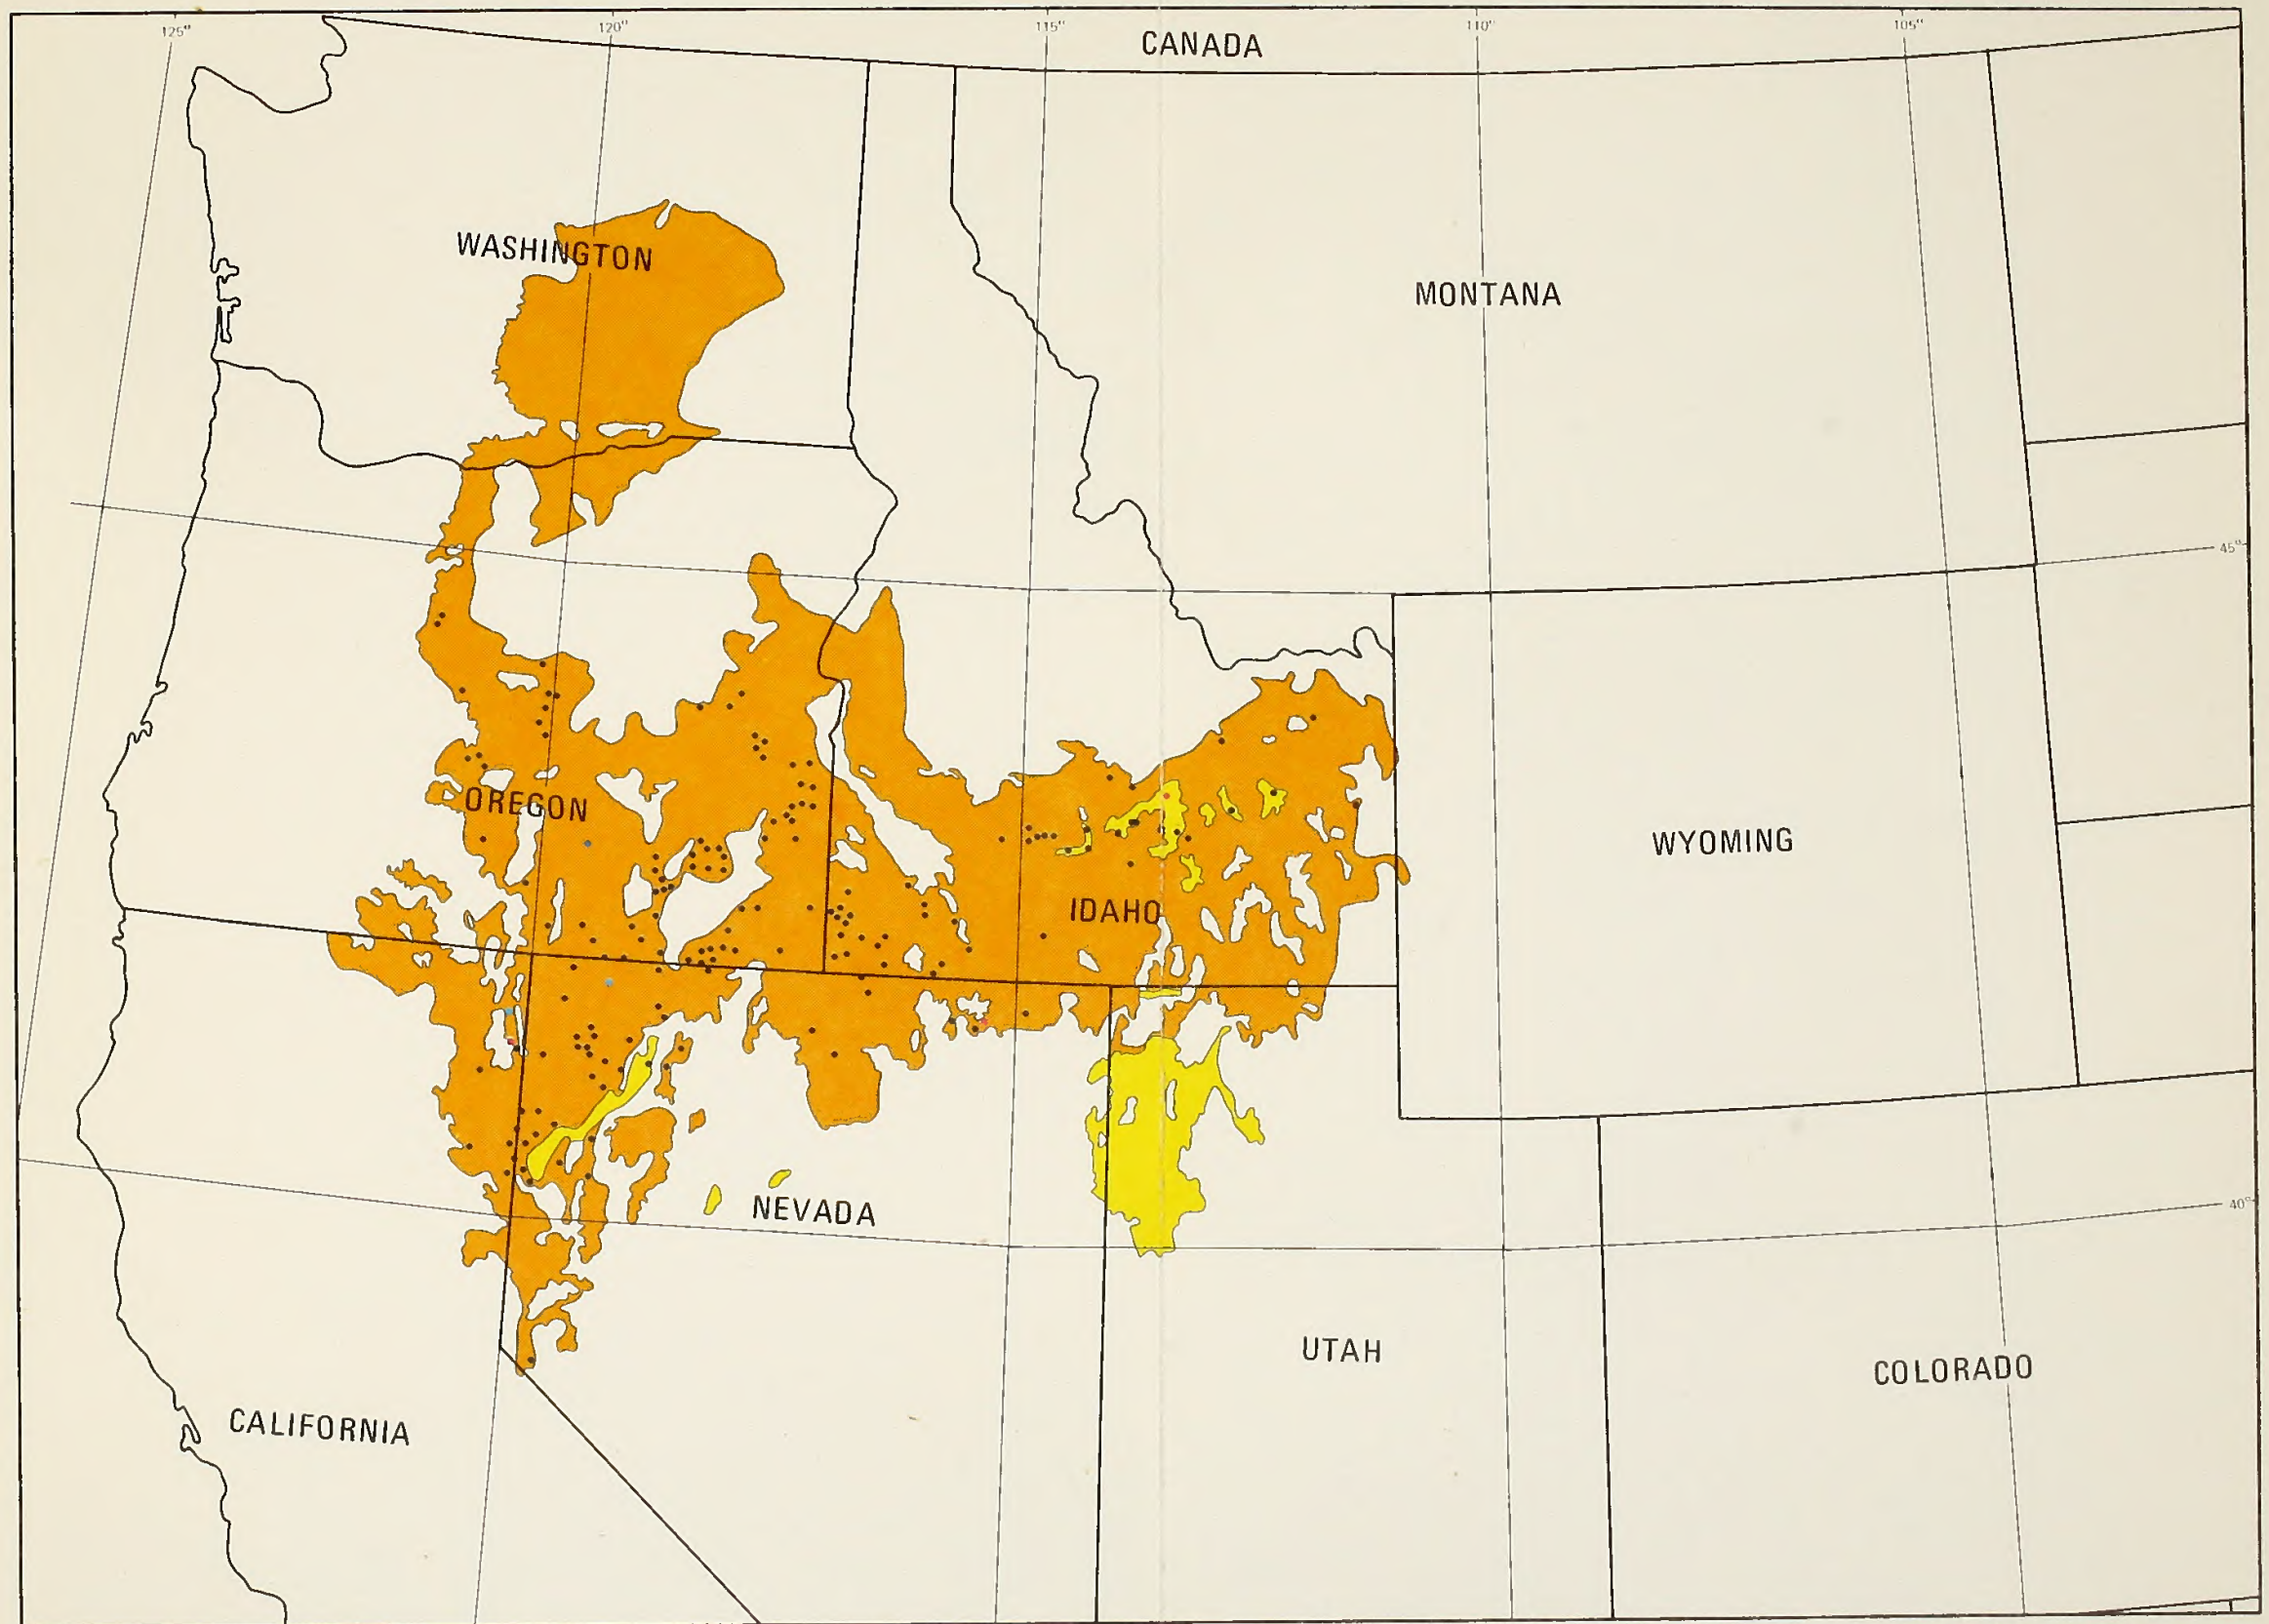 125° 120° 115° 110° 105°
CANADA
WASHINGTON
MONTANA
45°
OREGON
WYOMING
IDAHO
40°
NEVADA
UTAH
COLORADO
CALIFORNIA